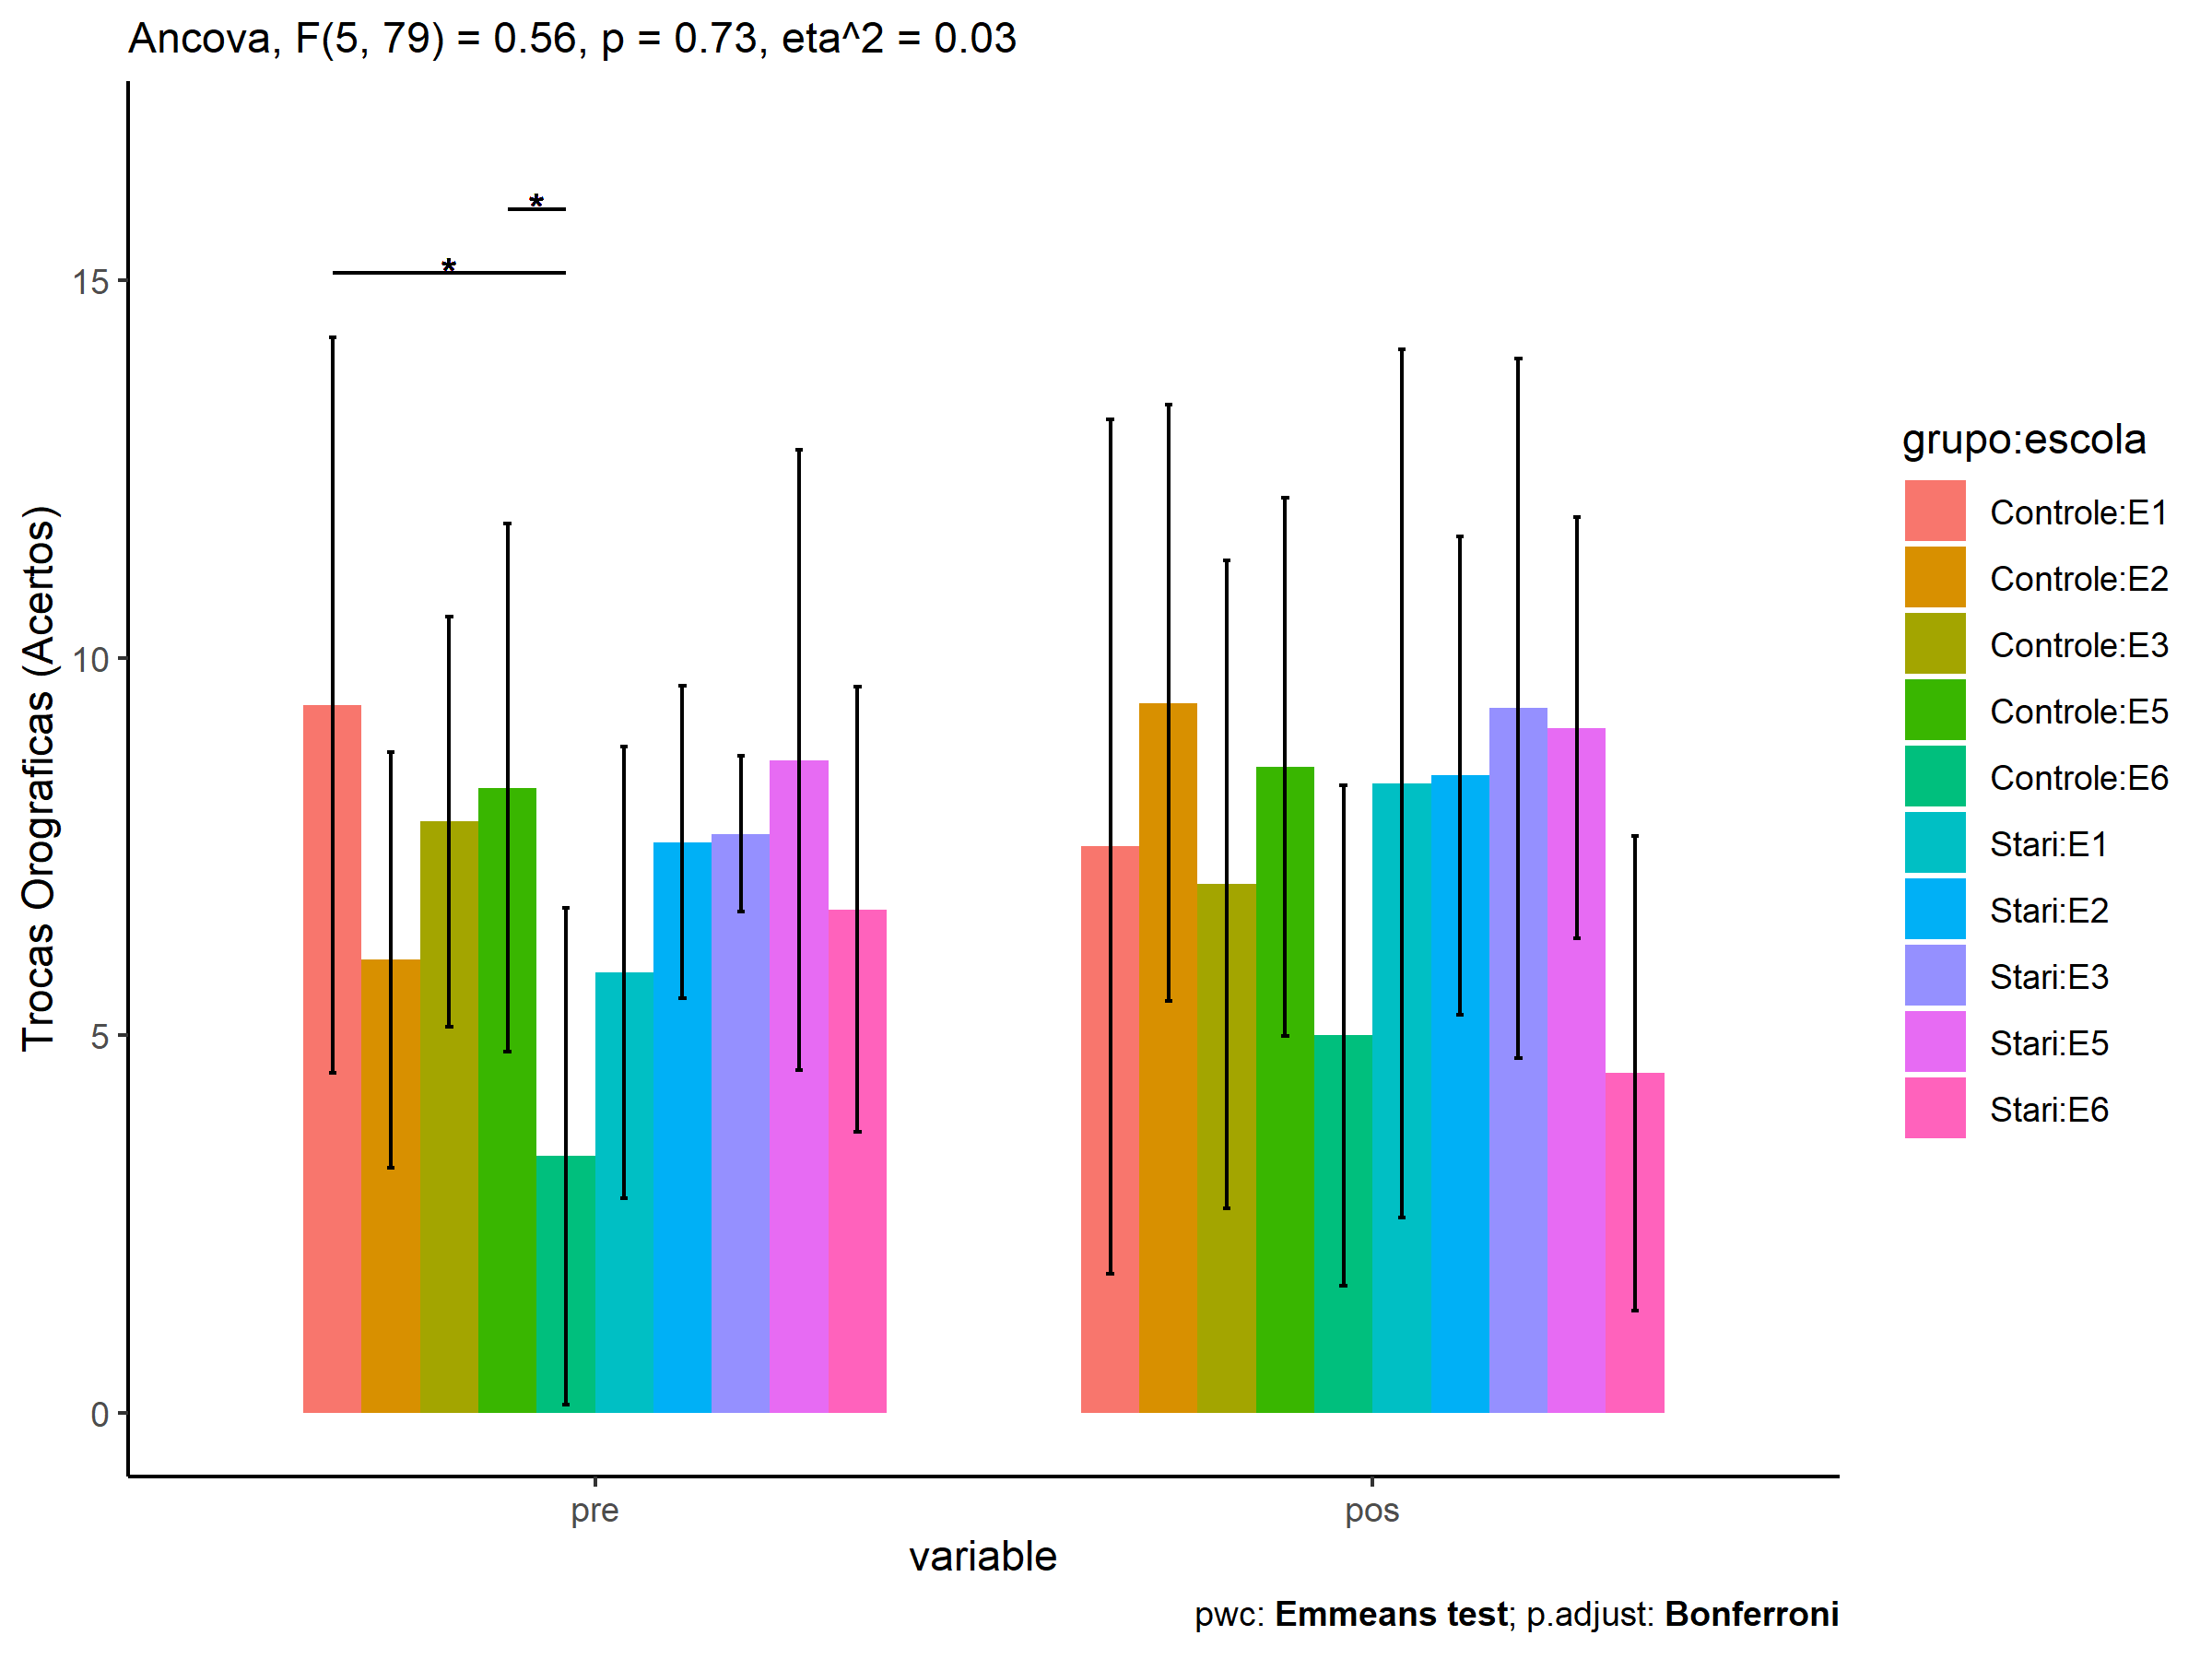 Ancova, F(5, 79) = 0.56, p = 0.73, eta^2 = 0.03
Trocas Orograficas (Acertos)
15
10
5
0
*
*
pre
pos
variable
grupo:escola
Controle:E1
Controle:E2
Controle:E3
Controle:E5
Controle:E6
Stari:E1
Stari:E2
Stari:E3
Stari:E5
Stari:E6
pwc: Emmeans test; p.adjust: Bonferroni